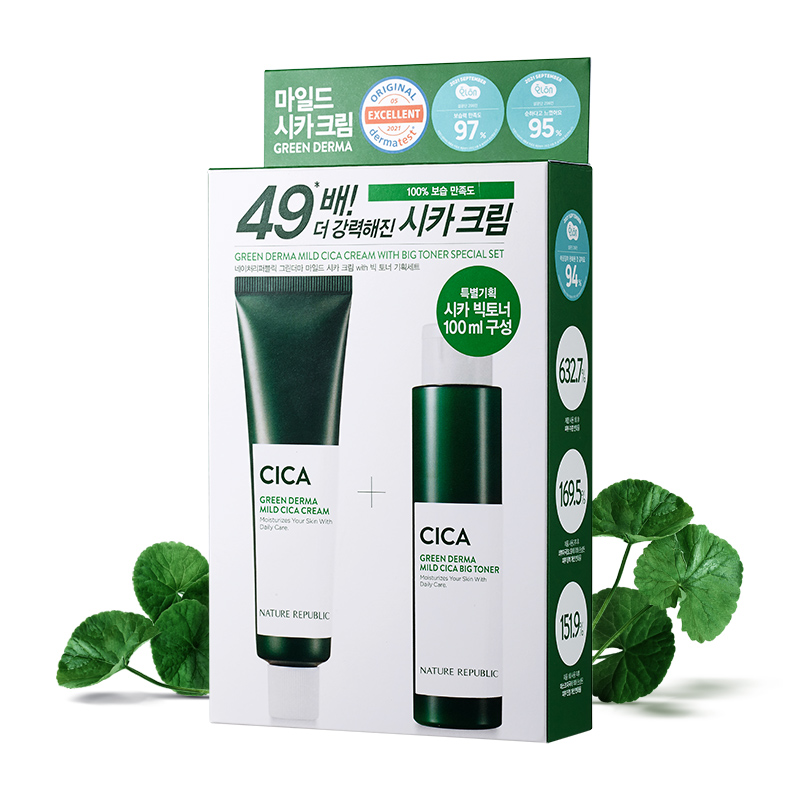 마일드
시카 크림
GREEN DERMA
ORIGINAL
05
EXCELLENT
2021
dermatest®
2021 SEPTEMBER
97%
2021 SEPTEMBER
95%
49*배!
더 강력해진 시카 크림
100% 보습 만족도
GREEN DERMA MILD CICA CREAM WITH BIG TONER SPECIAL SET
네이처리퍼블릭 그린더마 마일드 시카 크림 with 빅 토너 기획세트
특별기획
시카 빅토너
100ml 구성
CICA
GREEN DERMA
MILD CICA CREAM
Moisturizes Your Skin With
Daily Care.
NATURE REPUBLIC
+
CICA
GREEN DERMA
MILD CICA BIG TONER
Moisturizes Your Skin With
Daily Care.
NATURE REPUBLIC
94%
632.7%
169.5%
151.9%